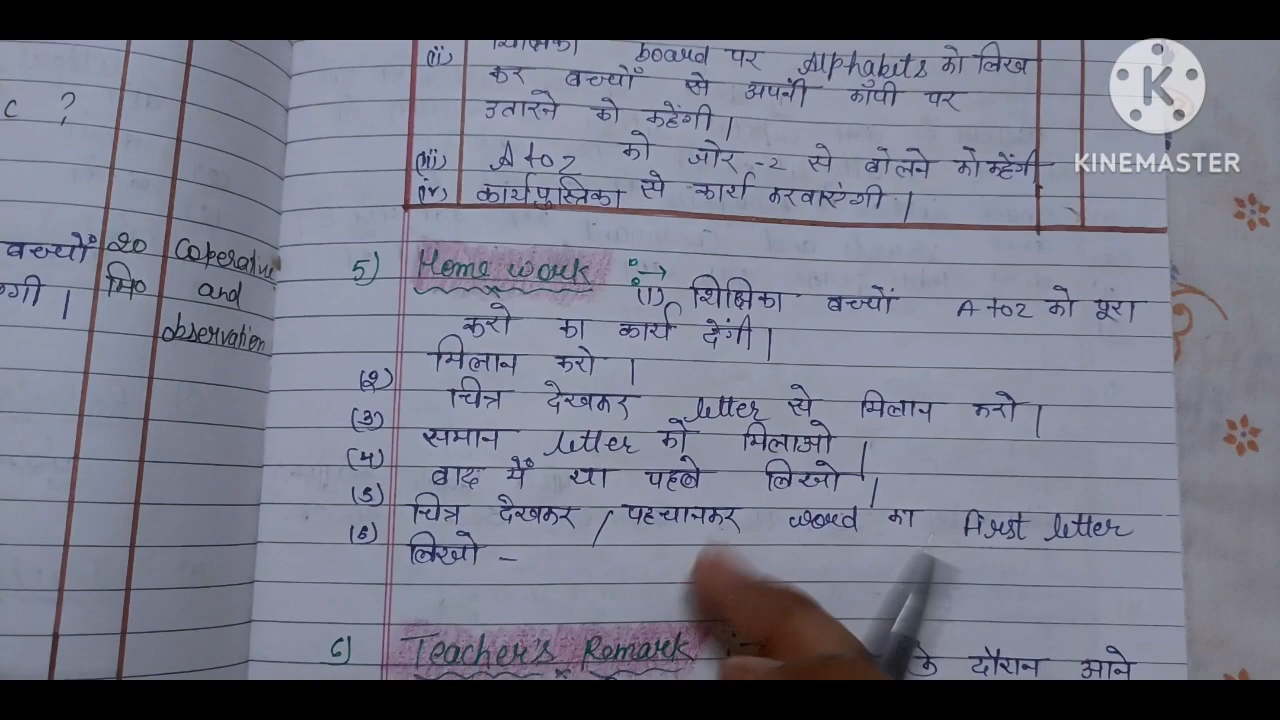 c ?
बच्चों 20 Coperative
गी । मि० and
observation
(ii) शिक्षिका board पर Alphabits को लिख
कर बच्चों से अपनी कॉपी पर
उतारने को कहेंगी ।
(iii) A to Z को जोर-2 से बोलने को कहेंगी
(iv) कार्यपुस्तिका से कार्य करवाएंगी ।
KINEMASTER
5) Home work :→ (1) शिक्षिका बच्चों A to Z को पूरा
करो का कार्य देंगी ।
(2) मिलान करो ।
(3) चित्र देखकर letter से मिलान करो ।
(4) समान letter को मिलाओ ।
(5) बाद में या पहले लिखो ।
(6) चित्र देखकर / पहचानकर word का First letter
लिखो -
6) Teacher's Remark :- के दौरान आने